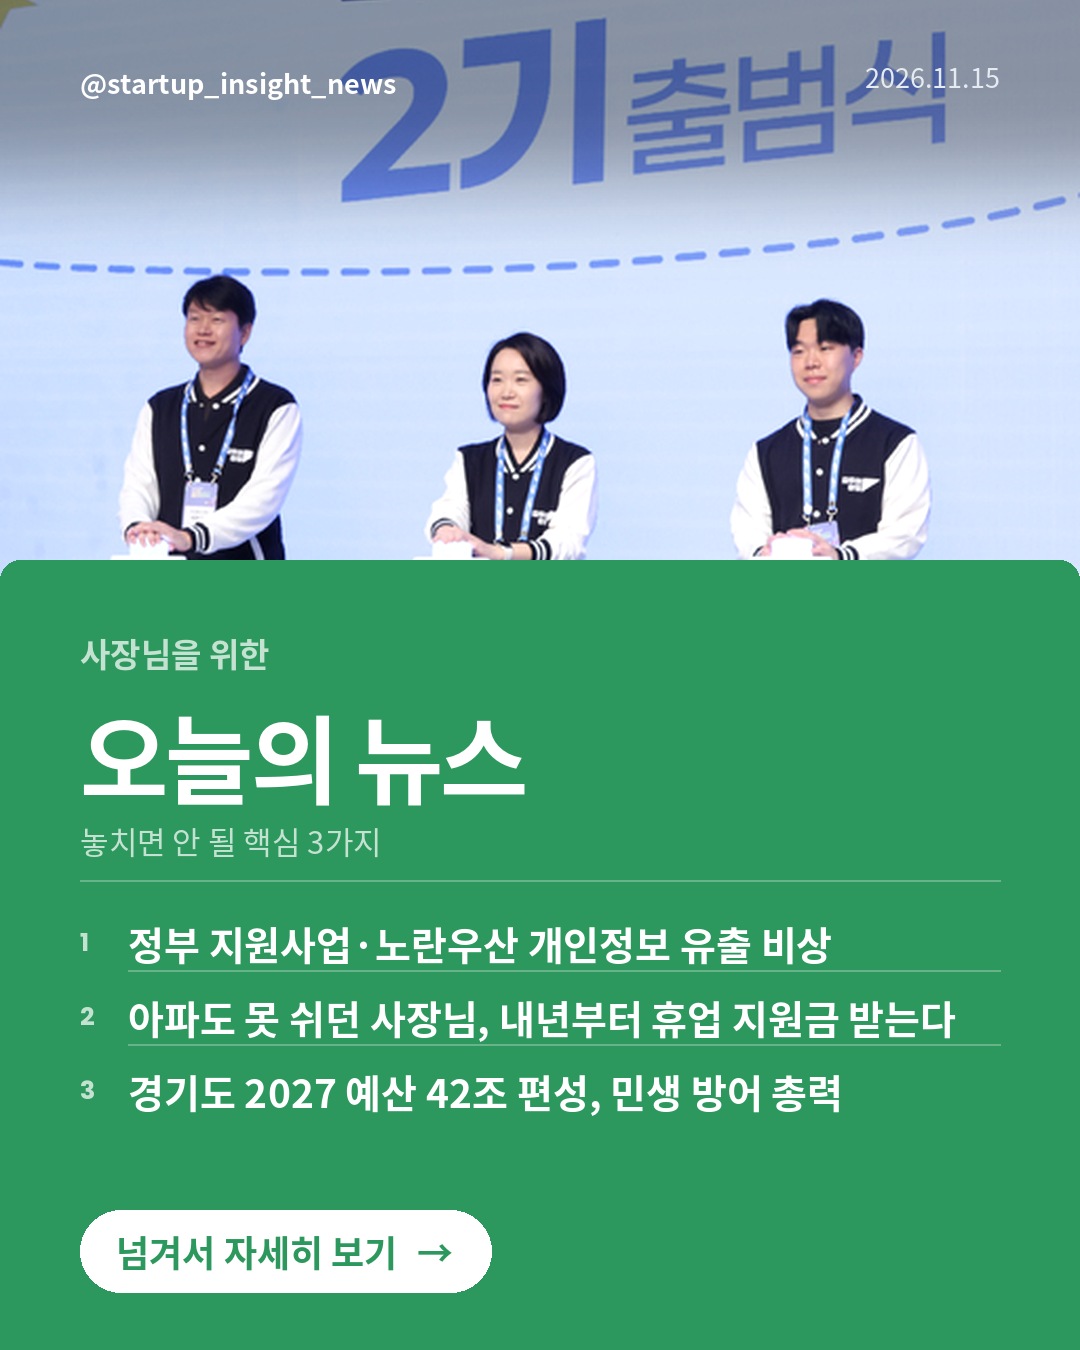 2기 출범식
@startup_insight_news
2026.11.15
사장님을 위한
오늘의 뉴스
놓치면 안 될 핵심 3가지
1 정부 지원사업·노란우산 개인정보 유출 비상
2 아파도 못 쉬던 사장님, 내년부터 휴업 지원금 받는다
3 경기도 2027 예산 42조 편성, 민생 방어 총력
넘겨서 자세히 보기 →